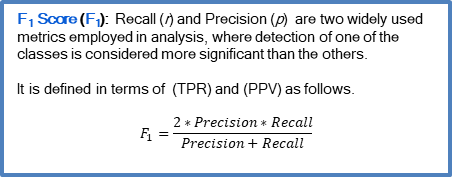 F₁ Score (F₁): Recall (r) and Precision (p) are two widely used
metrics employed in analysis, where detection of one of the
classes is considered more significant than the others.
It is defined in terms of (TPR) and (PPV) as follows.
F₁ = 2 * Precision * Recall / Precision + Recall